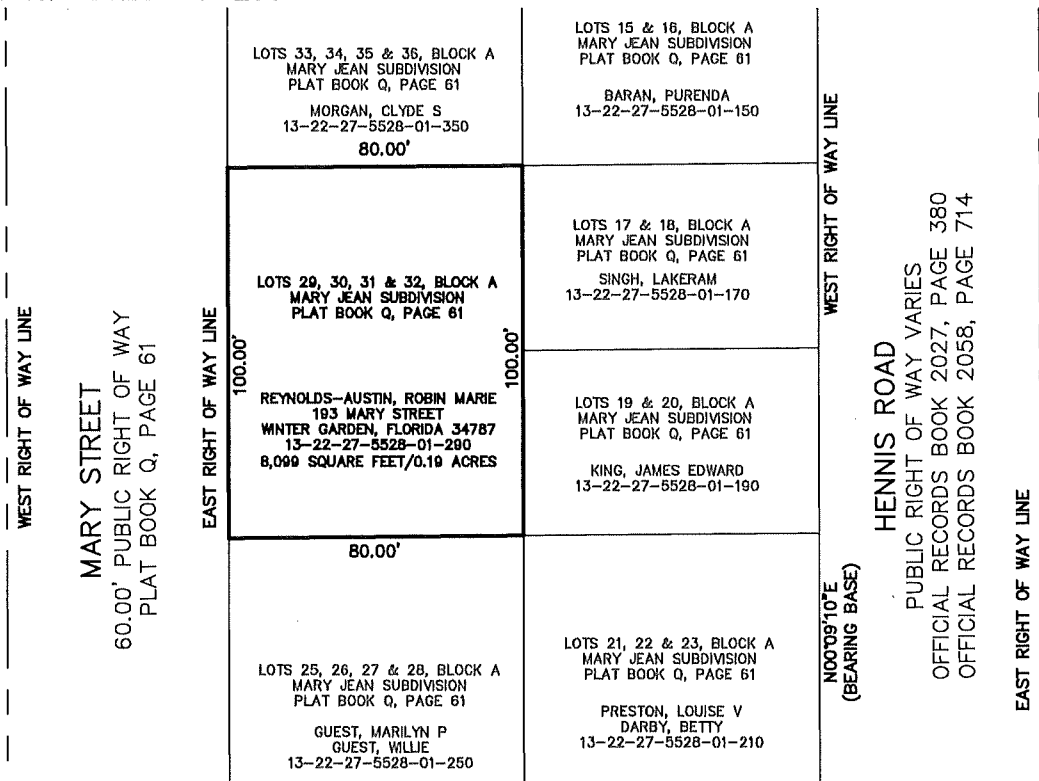 LOTS 33, 34, 35 & 36, BLOCK A
MARY JEAN SUBDIVISION
PLAT BOOK Q, PAGE 61
MORGAN, CLYDE S
13-22-27-5528-01-350
80.00'
LOTS 15 & 16, BLOCK A
MARY JEAN SUBDIVISION
PLAT BOOK Q, PAGE 61
BARAN, PURENDA
13-22-27-5528-01-150
WEST RIGHT OF WAY LINE
MARY STREET
60.00' PUBLIC RIGHT OF WAY
PLAT BOOK Q, PAGE 61
EAST RIGHT OF WAY LINE
100.00'
LOTS 29, 30, 31 & 32, BLOCK A
MARY JEAN SUBDIVISION
PLAT BOOK Q, PAGE 61
REYNOLDS-AUSTIN, ROBIN MARIE
193 MARY STREET
WINTER GARDEN, FLORIDA 34787
13-22-27-5528-01-290
8,099 SQUARE FEET/0.19 ACRES
100.00'
80.00'
LOTS 17 & 18, BLOCK A
MARY JEAN SUBDIVISION
PLAT BOOK Q, PAGE 61
SINGH, LAKERAM
13-22-27-5528-01-170
LOTS 19 & 20, BLOCK A
MARY JEAN SUBDIVISION
PLAT BOOK Q, PAGE 61
KING, JAMES EDWARD
13-22-27-5528-01-190
LOTS 25, 26, 27 & 28, BLOCK A
MARY JEAN SUBDIVISION
PLAT BOOK Q, PAGE 61
GUEST, MARILYN P
GUEST, WILLIE
13-22-27-5528-01-250
LOTS 21, 22 & 23, BLOCK A
MARY JEAN SUBDIVISION
PLAT BOOK Q, PAGE 61
PRESTON, LOUISE V
DARBY, BETTY
13-22-27-5528-01-210
WEST RIGHT OF WAY LINE
N00°09'10"E
(BEARING BASE)
HENNIS ROAD
PUBLIC RIGHT OF WAY VARIES
OFFICIAL RECORDS BOOK 2027, PAGE 380
OFFICIAL RECORDS BOOK 2058, PAGE 714
EAST RIGHT OF WAY LINE